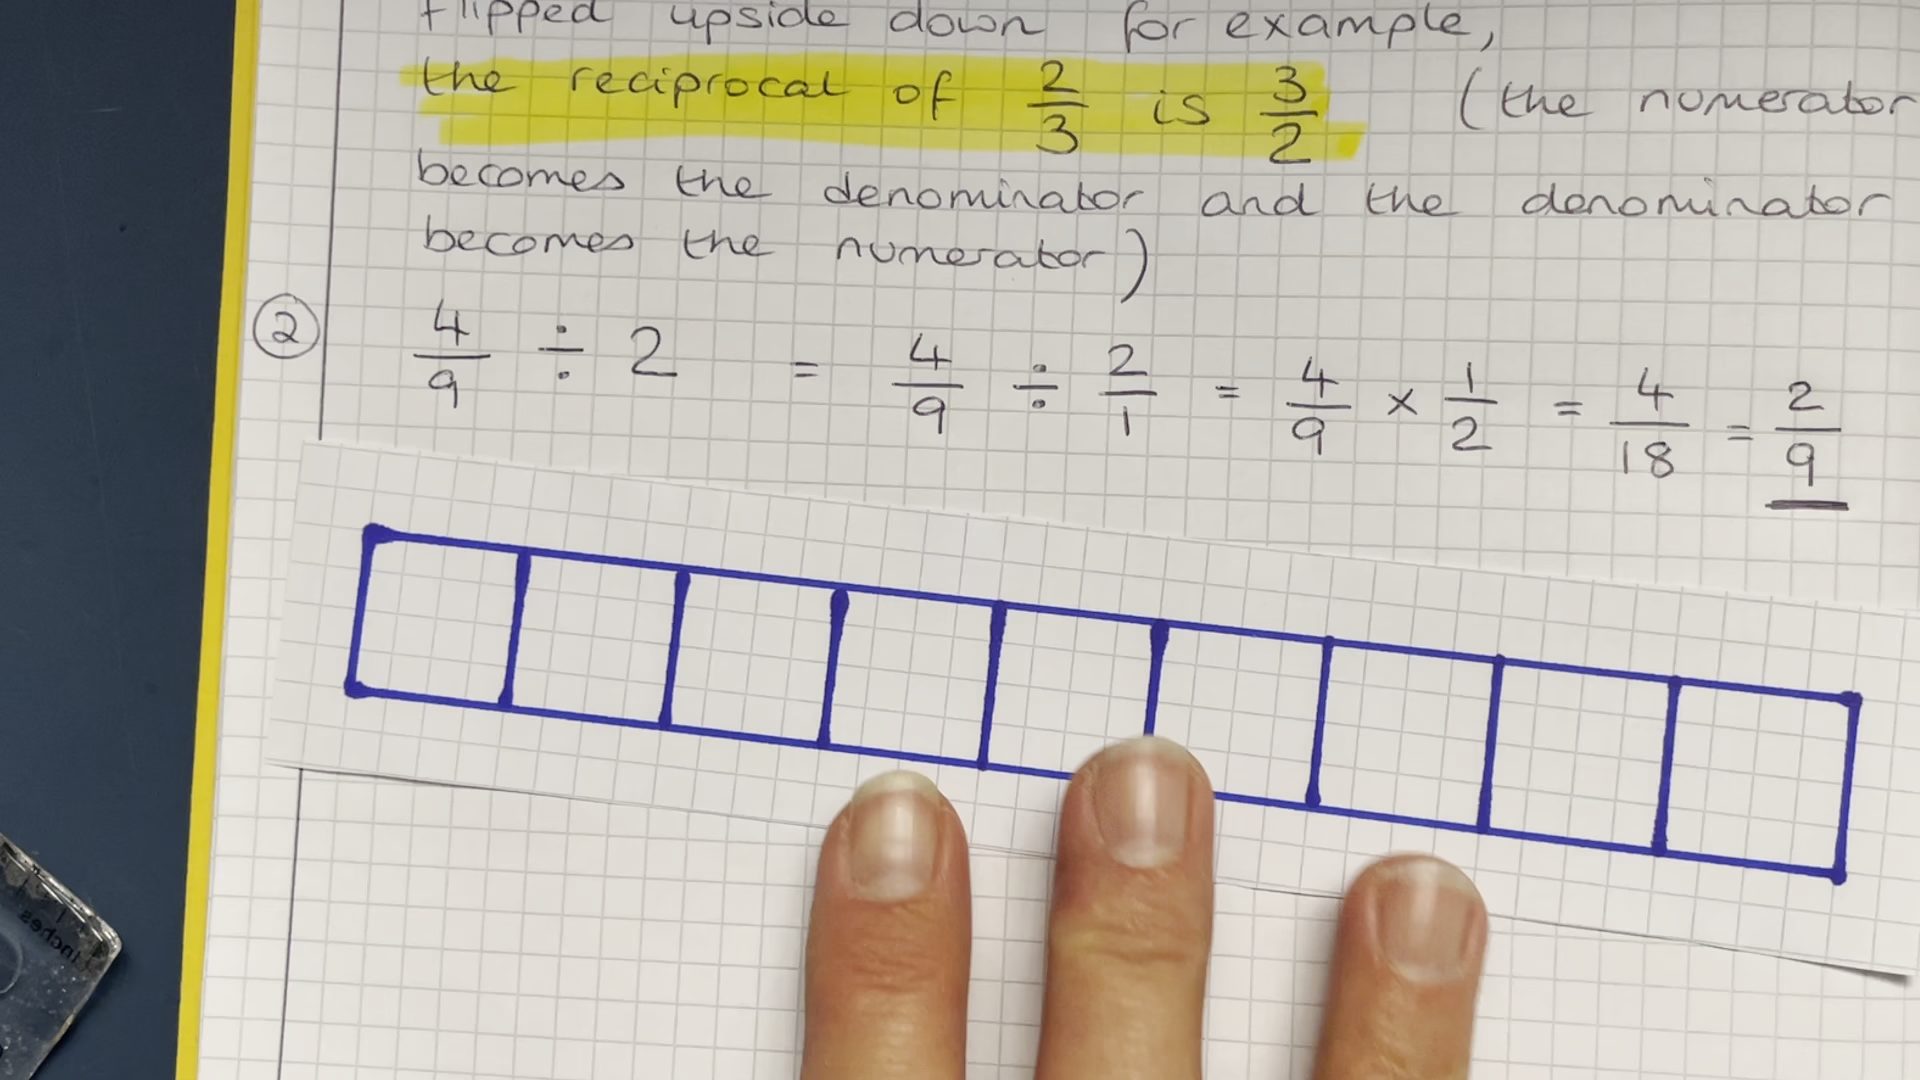 flipped upside down for example,
the reciprocal of 2/3 is 3/2 (the numerator
becomes the denominator and the denominator
becomes the numerator)
② 4/9 ÷ 2 = 4/9 ÷ 2/1 = 4/9 × 1/2 = 4/18 = 2/9
1
inches